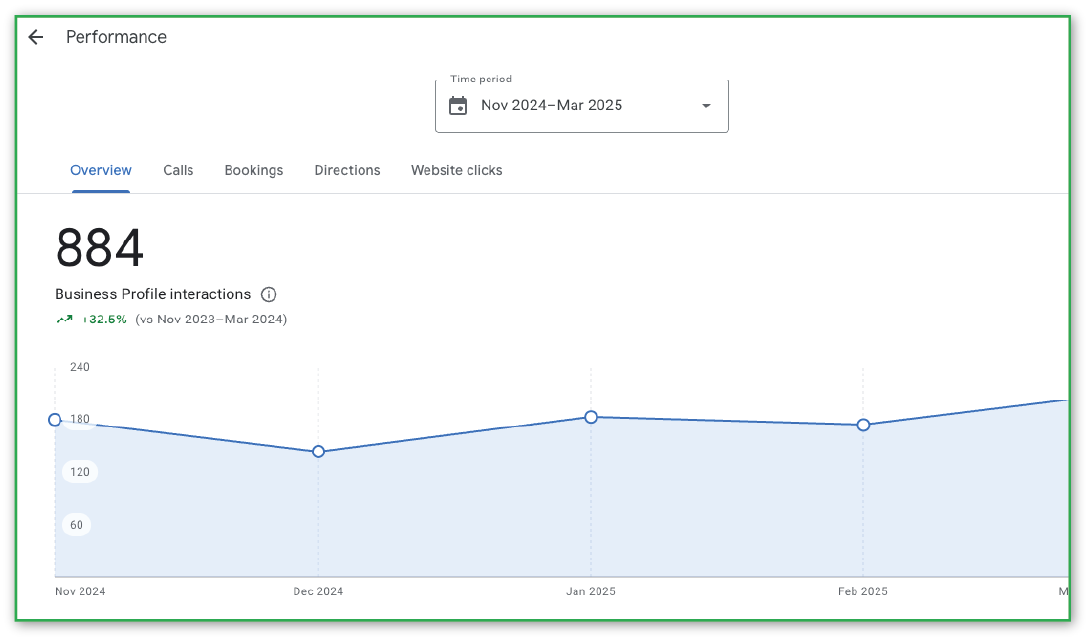 Performance
Time period
Nov 2024–Mar 2025
Overview Calls Bookings Directions Website clicks
884
Business Profile interactions
+32.5% (vs Nov 2023–Mar 2024)
240
180
120
60
Nov 2024 Dec 2024 Jan 2025 Feb 2025 M